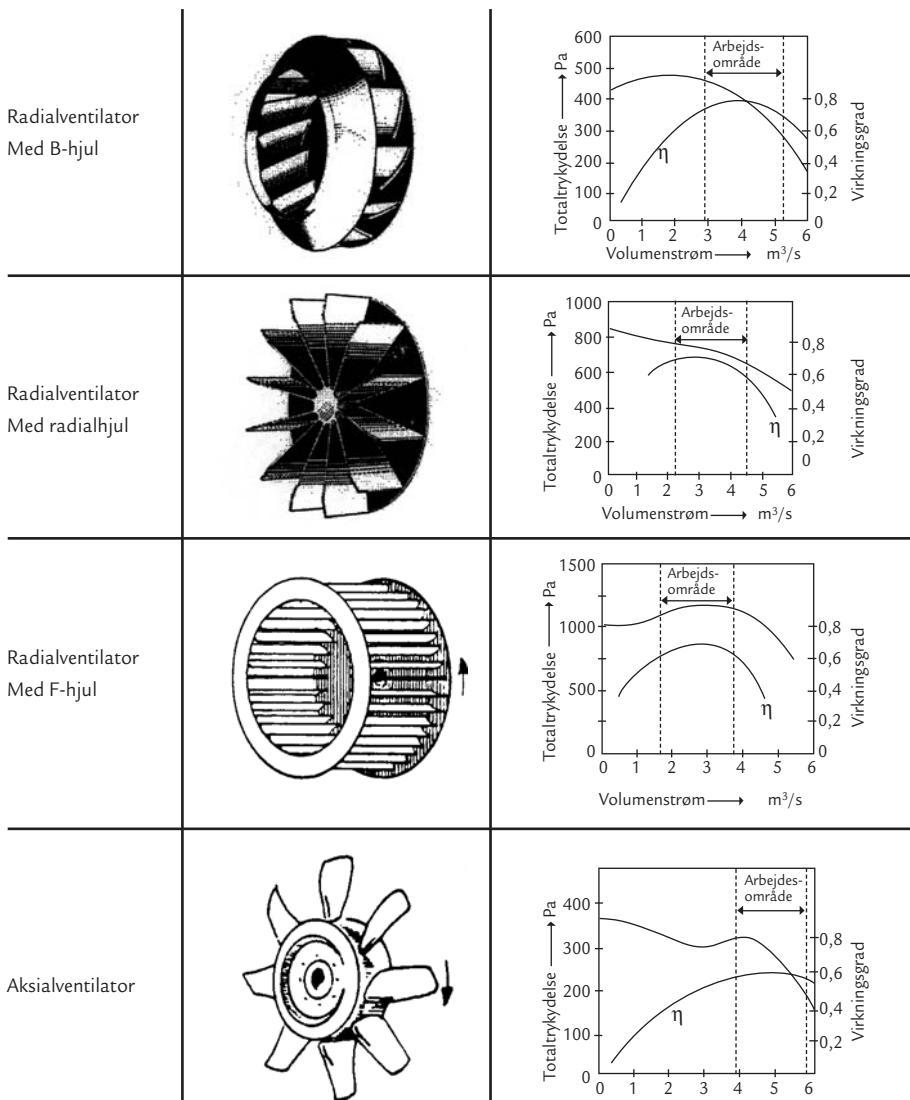 Radialventilator
Med B-hjul
Totaltrykydelse Pa
600
500
400
300
200
100
0
Arbejds-
område
η
0,8
0,6
0,4
0,2
0
Virkningsgrad
0 1 2 3 4 5 6
Volumenstrøm m³/s
Radialventilator
Med radialhjul
Totaltrykydelse Pa
1000
800
600
400
200
0
Arbejds-
område
η
0,8
0,6
0,4
0,2
0
Virkningsgrad
0 1 2 3 4 5 6
Volumenstrøm m³/s
Radialventilator
Med F-hjul
Totaltrykydelse Pa
1500
1000
500
0
Arbejds-
område
η
0,8
0,6
0,4
0,2
0
Virkningsgrad
0 1 2 3 4 5 6
Volumenstrøm m³/s
Aksialventilator
Totaltrykydelse Pa
400
300
200
100
0
Arbejdes-
område
η
0,8
0,6
0,4
0,2
Virkningsgrad
0 1 2 3 4 5 6